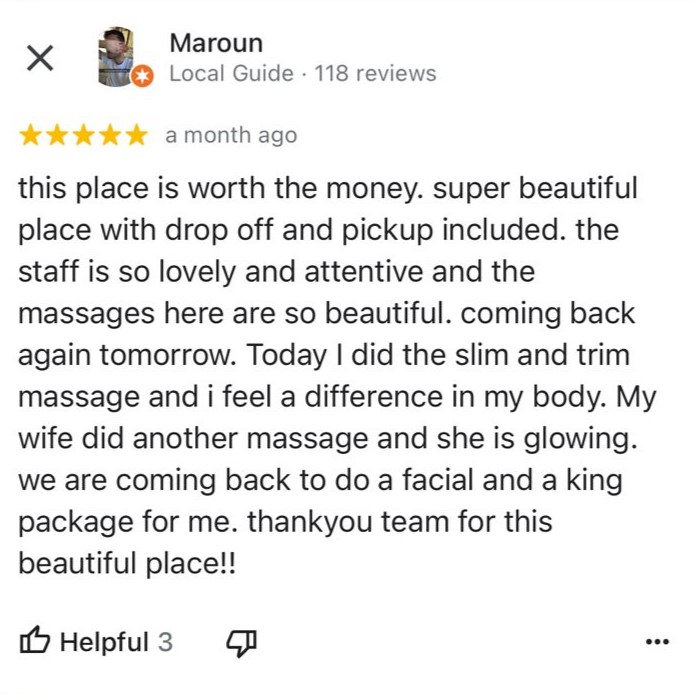 Maroun
Local Guide · 118 reviews
a month ago
this place is worth the money. super beautiful
place with drop off and pickup included. the
staff is so lovely and attentive and the
massages here are so beautiful. coming back
again tomorrow. Today I did the slim and trim
massage and i feel a difference in my body. My
wife did another massage and she is glowing.
we are coming back to do a facial and a king
package for me. thankyou team for this
beautiful place!!
Helpful 3